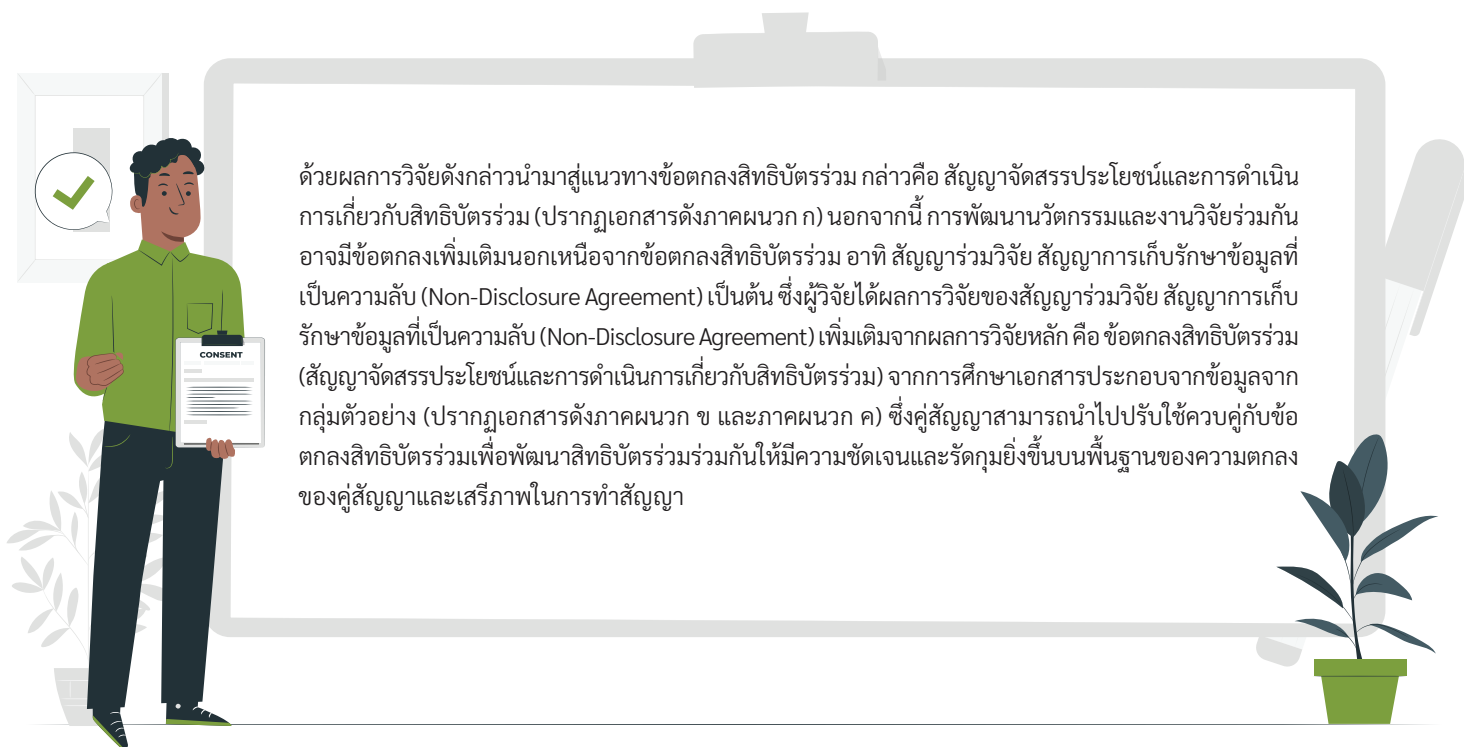 ด้วยผลการวิจัยดังกล่าวนำมาสู่แนวทางข้อตกลงสิทธิบัตรร่วม กล่าวคือ สัญญาจัดสรรประโยชน์และการดำเนิน
การเกี่ยวกับสิทธิบัตรร่วม (ปรากฏเอกสารดังภาคผนวก ก) นอกจากนี้ การพัฒนานวัตกรรมและงานวิจัยร่วมกัน
อาจมีข้อตกลงเพิ่มเติมนอกเหนือจากข้อตกลงสิทธิบัตรร่วม อาทิ สัญญาร่วมวิจัย สัญญาการเก็บรักษาข้อมูลที่
เป็นความลับ (Non-Disclosure Agreement) เป็นต้น ซึ่งผู้วิจัยได้ผลการวิจัยของสัญญาร่วมวิจัย สัญญาการเก็บ
รักษาข้อมูลที่เป็นความลับ (Non-Disclosure Agreement) เพิ่มเติมจากผลการวิจัยหลัก คือ ข้อตกลงสิทธิบัตรร่วม
(สัญญาจัดสรรประโยชน์และการดำเนินการเกี่ยวกับสิทธิบัตรร่วม) จากการศึกษาเอกสารประกอบจากข้อมูลจาก
กลุ่มตัวอย่าง (ปรากฏเอกสารดังภาคผนวก ข และภาคผนวก ค) ซึ่งคู่สัญญาสามารถนำไปปรับใช้ควบคู่กับข้อ
ตกลงสิทธิบัตรร่วมเพื่อพัฒนาสิทธิบัตรร่วมร่วมกันให้มีความชัดเจนและรัดกุมยิ่งขึ้นบนพื้นฐานของความตกลง
ของคู่สัญญาและเสรีภาพในการทำสัญญา
CONSENT